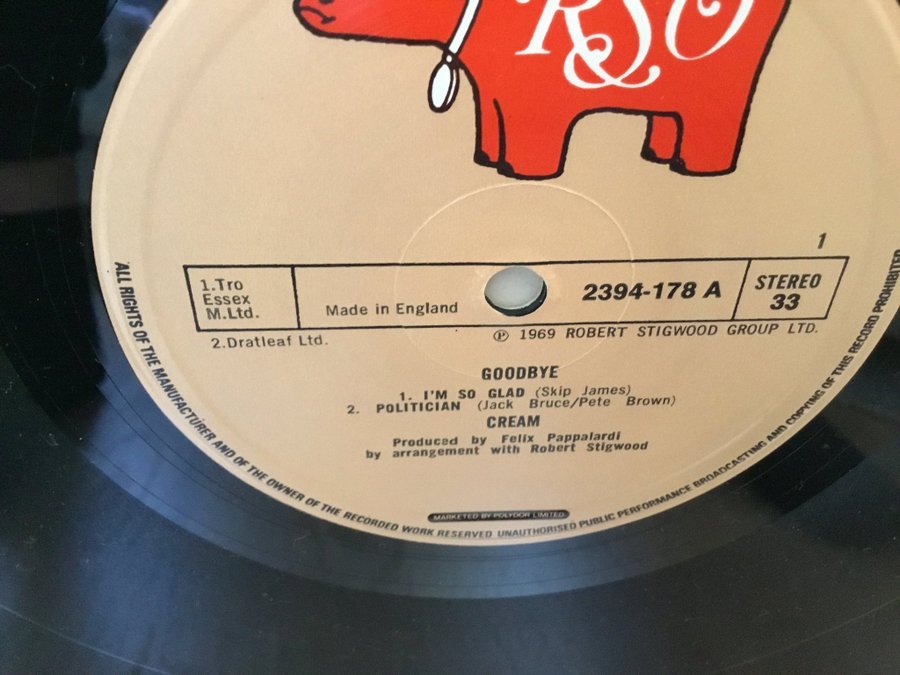 RSO
1
1.Tro
Essex
M.Ltd.
Made in England
2394-178 A
STEREO
33
2.Dratleaf Ltd.
℗ 1969 ROBERT STIGWOOD GROUP LTD.
GOODBYE
1. I'M SO GLAD (Skip James)
2. POLITICIAN (Jack Bruce/Pete Brown)
CREAM
Produced by Felix Pappalardi
by arrangement with Robert Stigwood
MARKETED BY POLYDOR LIMITED
ALL RIGHTS OF THE MANUFACTURER AND OF THE OWNER OF THE RECORDED WORK RESERVED UNAUTHORISED PUBLIC PERFORMANCE BROADCASTING AND COPYING OF THIS RECORD PROHIBITED